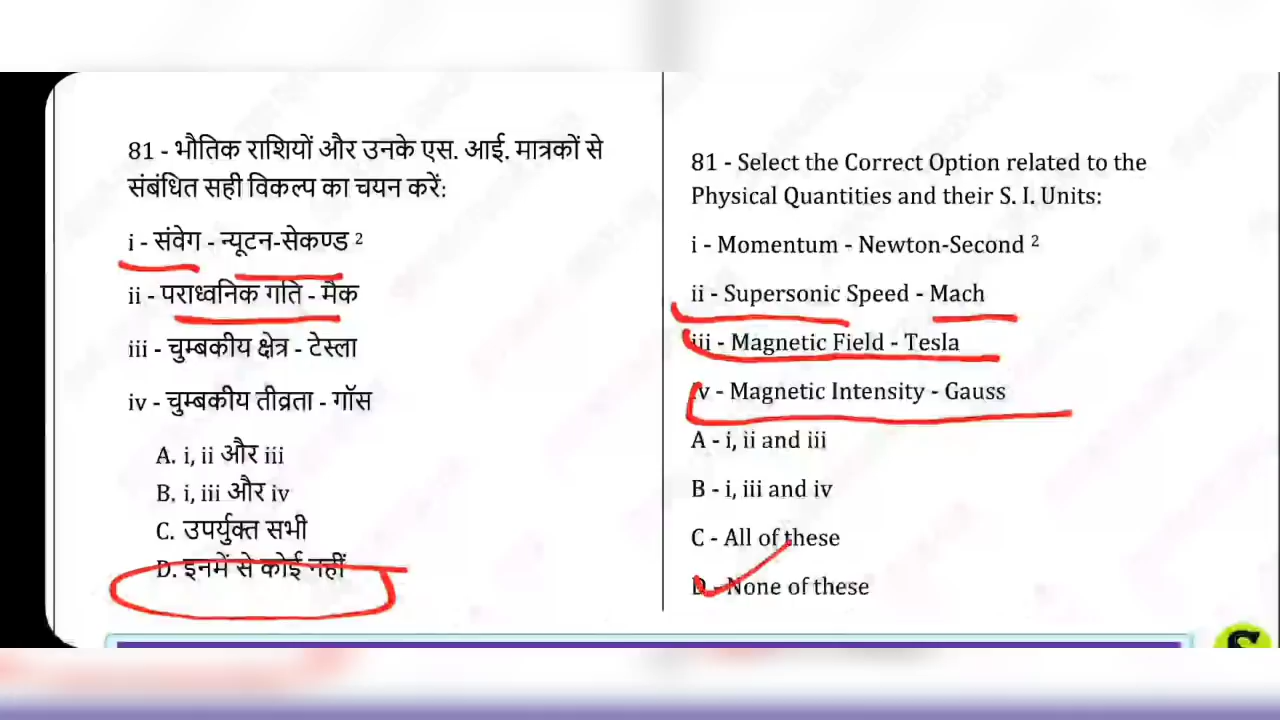 81 - भौतिक राशियों और उनके एस. आई. मात्रकों से
संबंधित सही विकल्प का चयन करें:
i - संवेग - न्यूटन-सेकण्ड ²
ii - पराध्वनिक गति - मैक
iii - चुम्बकीय क्षेत्र - टेस्ला
iv - चुम्बकीय तीव्रता - गॉस
A. i, ii और iii
B. i, iii और iv
C. उपर्युक्त सभी
D. इनमें से कोई नहीं
81 - Select the Correct Option related to the
Physical Quantities and their S. I. Units:
i - Momentum - Newton-Second ²
ii - Supersonic Speed - Mach
iii - Magnetic Field - Tesla
iv - Magnetic Intensity - Gauss
A - i, ii and iii
B - i, iii and iv
C - All of these
D - None of these